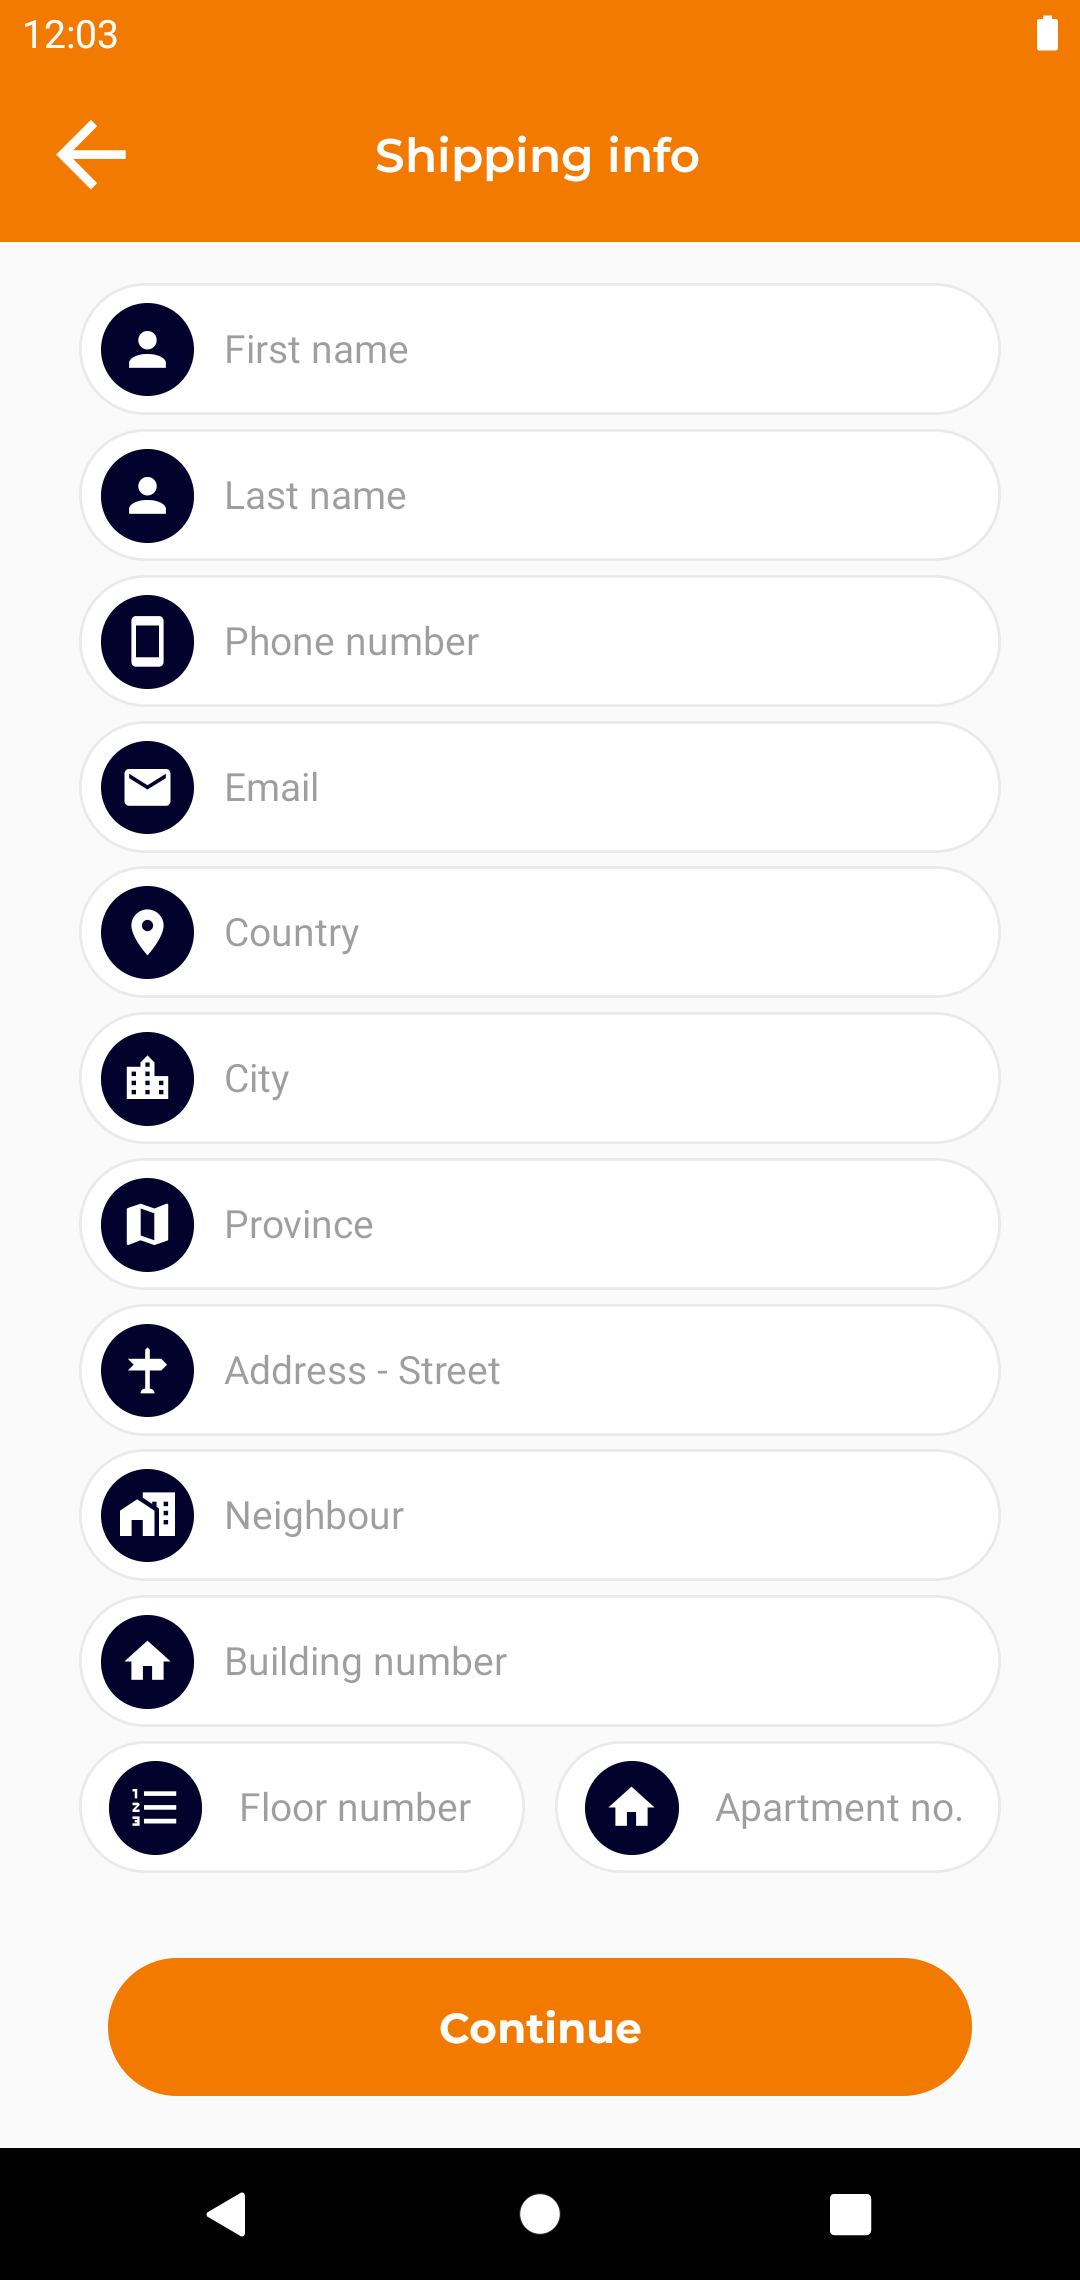 12:03
Shipping info
First name
Last name
Phone number
Email
Country
City
Province
Address - Street
Neighbour
Building number
Floor number
Apartment no.
Continue